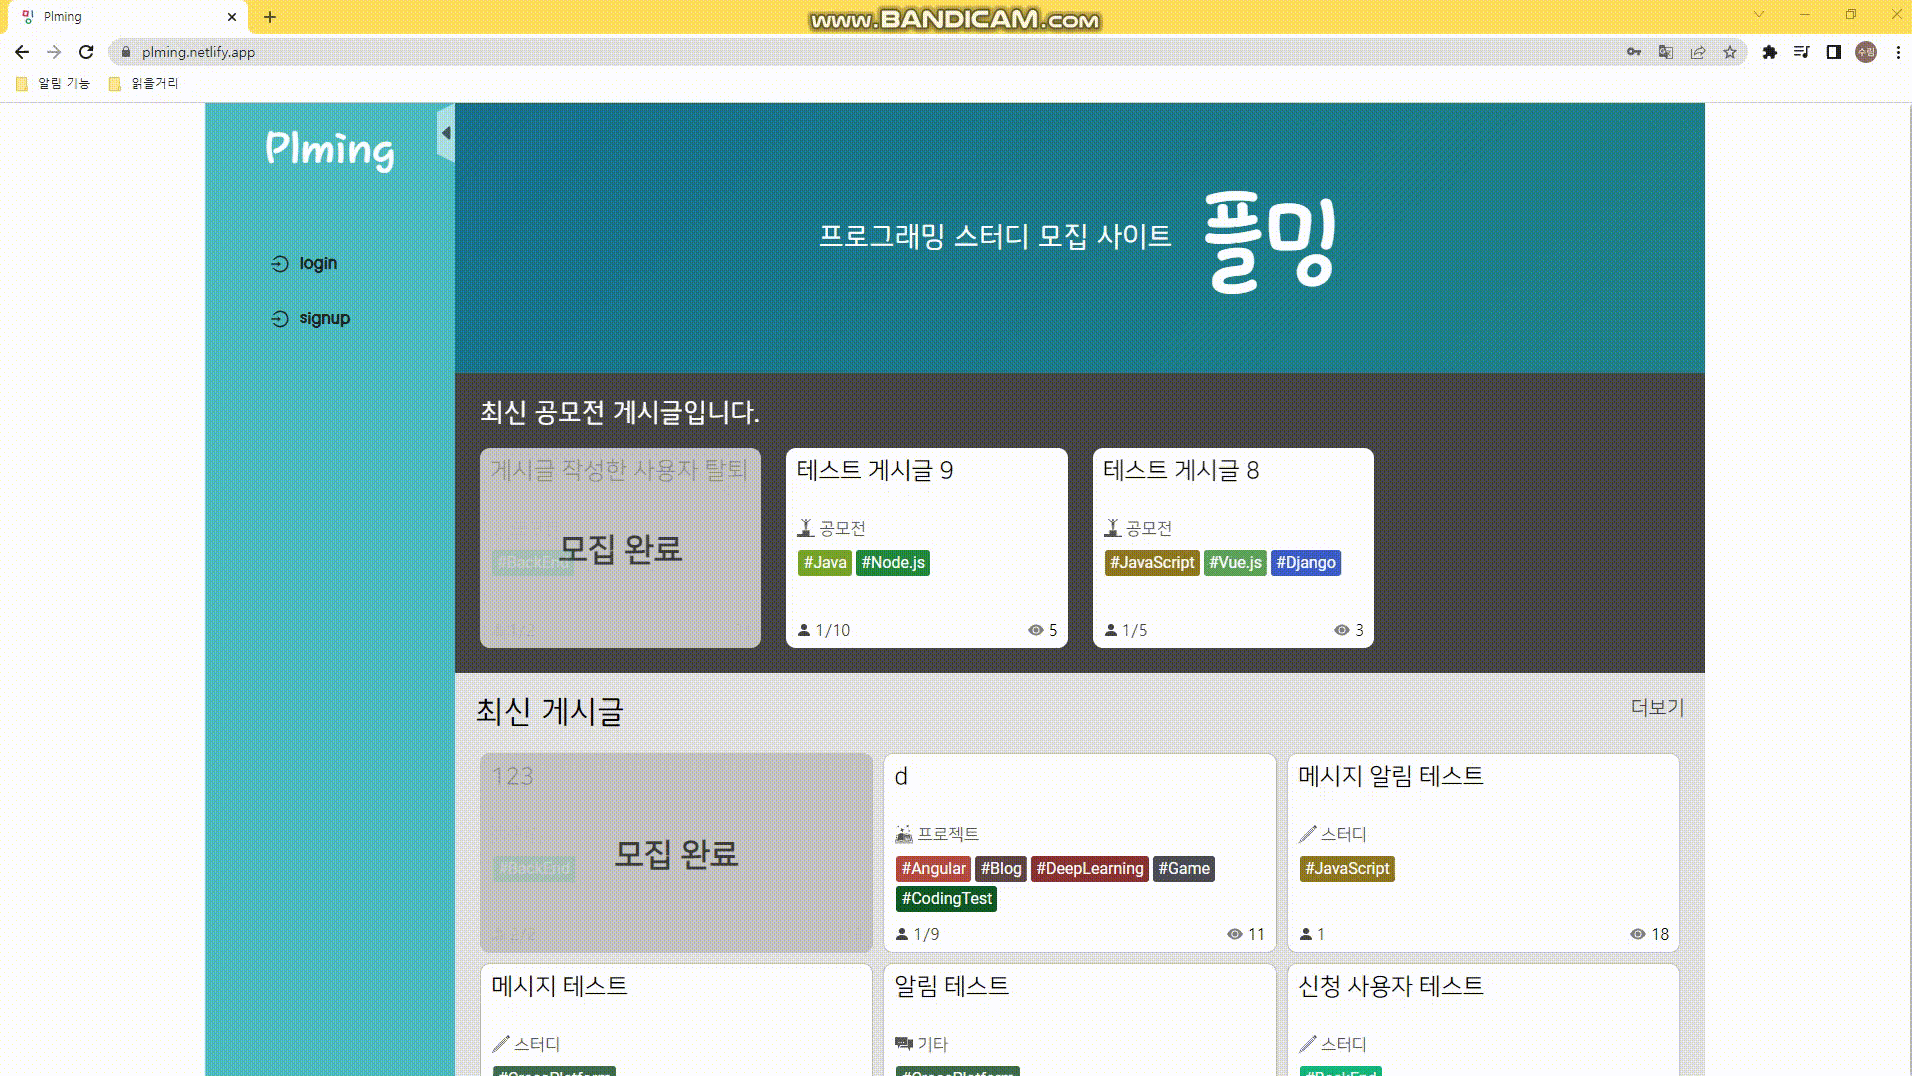 Plming
www.BANDICAM.com
plming.netlify.app
수림
알림 기능
읽을거리
Plming
login
signup
프로그래밍 스터디 모집 사이트
플밍
최신 공모전 게시글입니다.
게시글 작성한 사용자 탈퇴
#BackEnd
모집 완료
1/2
테스트 게시글 9
공모전
#Java #Node.js
1/10
5
테스트 게시글 8
공모전
#JavaScript #Vue.js #Django
1/5
3
최신 게시글
더보기
123
#BackEnd
모집 완료
2/2
d
프로젝트
#Angular #Blog #DeepLearning #Game
#CodingTest
1/9
11
메시지 알림 테스트
스터디
#JavaScript
1
18
메시지 테스트
스터디
#CrossPlatform
알림 테스트
기타
#CrossPlatform
신청 사용자 테스트
스터디
#BackEnd